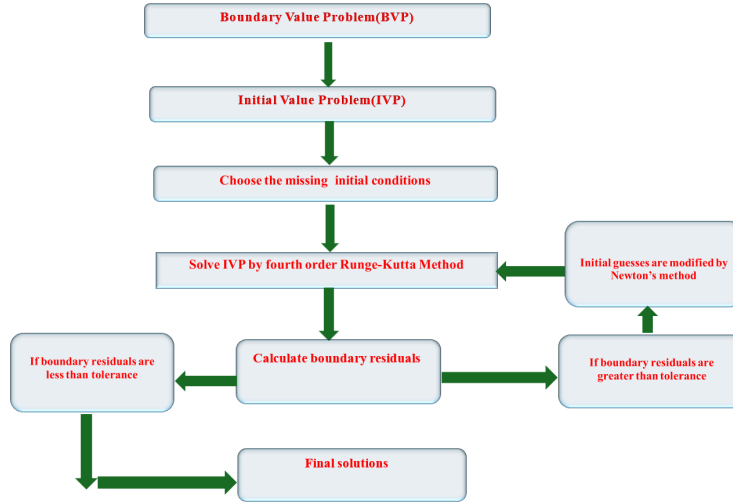 Boundary Value Problem(BVP)
Initial Value Problem(IVP)
Choose the missing initial conditions
Solve IVP by fourth order Runge-Kutta Method
Initial guesses are modified by
Newton's method
Calculate boundary residuals
If boundary residuals are
less than tolerance
If boundary residuals are
greater than tolerance
Final solutions